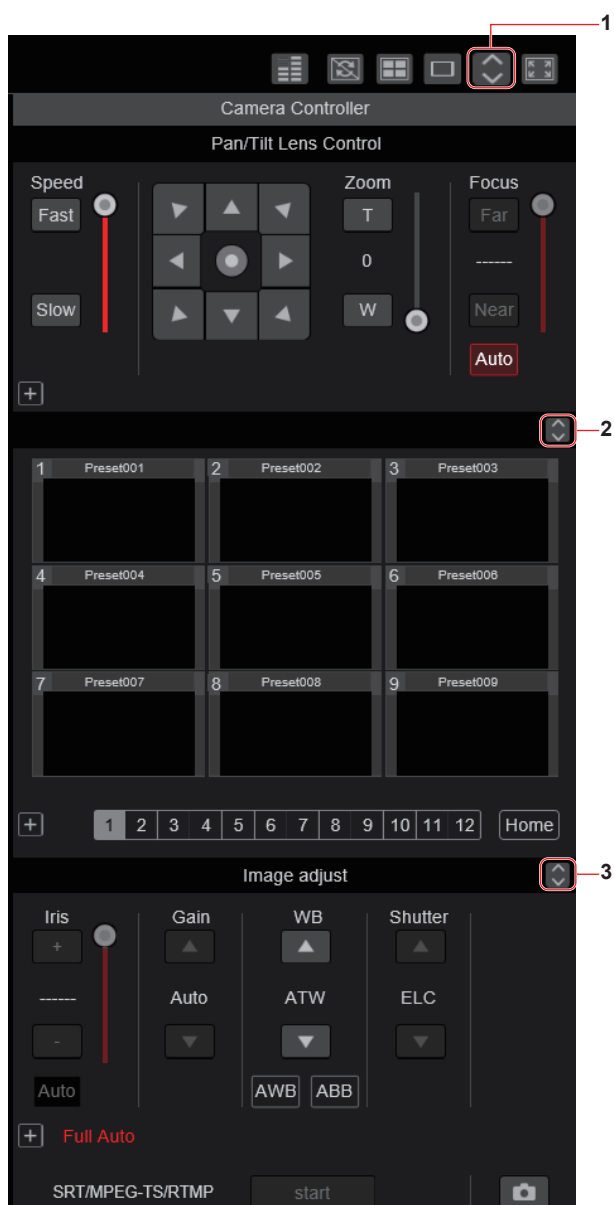 1
Camera Controller
Pan/Tilt Lens Control
Speed Zoom Focus
Fast T Far
0 ------
Slow W Near
Auto
+
2
1 Preset001 2 Preset002 3 Preset003
4 Preset004 5 Preset005 6 Preset006
7 Preset007 8 Preset008 9 Preset009
+ 1 2 3 4 5 6 7 8 9 10 11 12 Home
Image adjust 3
Iris Gain WB Shutter
+
------ Auto ATW ELC
-
Auto AWB ABB
+ Full Auto
SRT/MPEG-TS/RTMP start